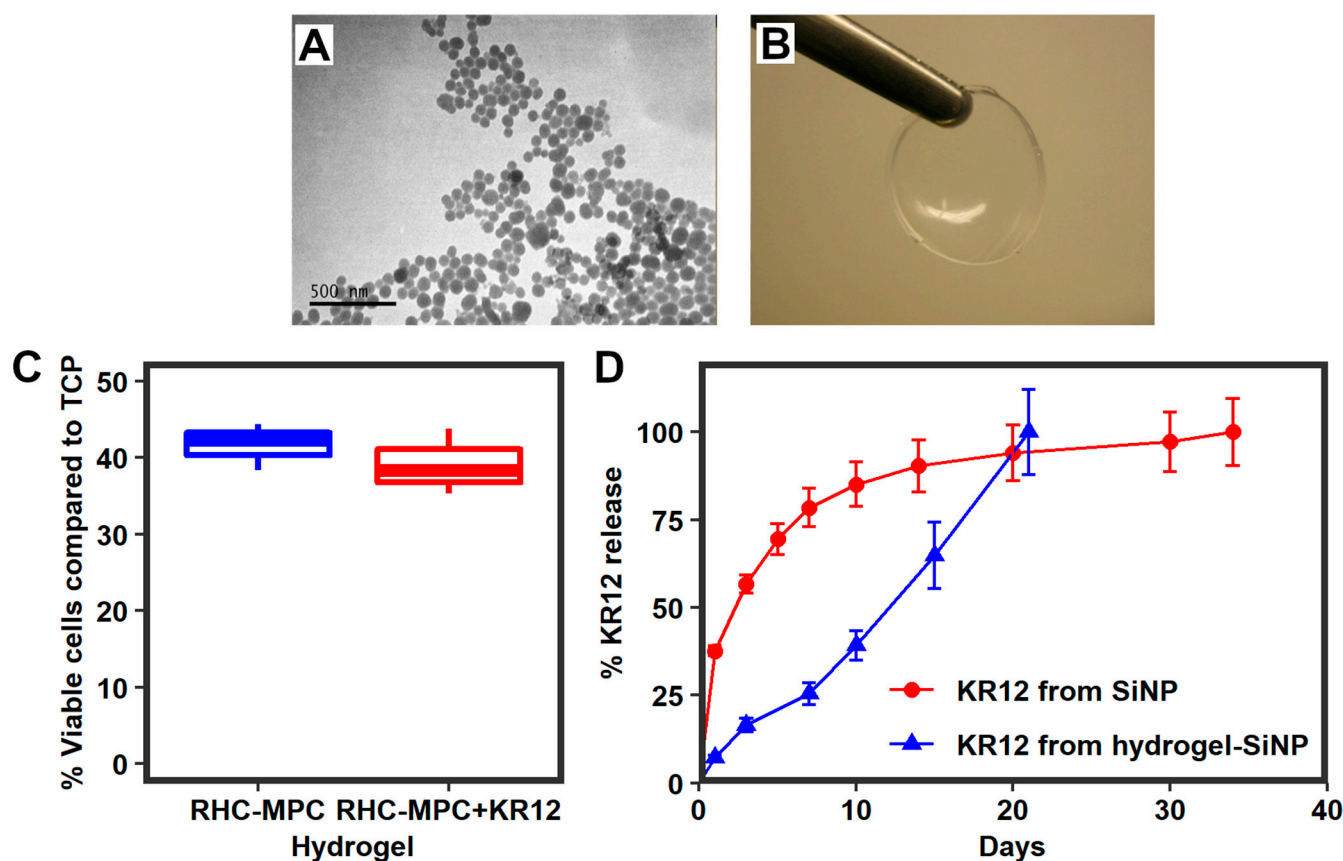 A
B
500 nm
C
% Viable cells compared to TCP
50
40
30
20
10
0
RHC-MPC RHC-MPC+KR12
Hydrogel
D
% KR12 release
100
75
50
25
0
KR12 from SiNP
KR12 from hydrogel-SiNP
0 10 20 30 40
Days